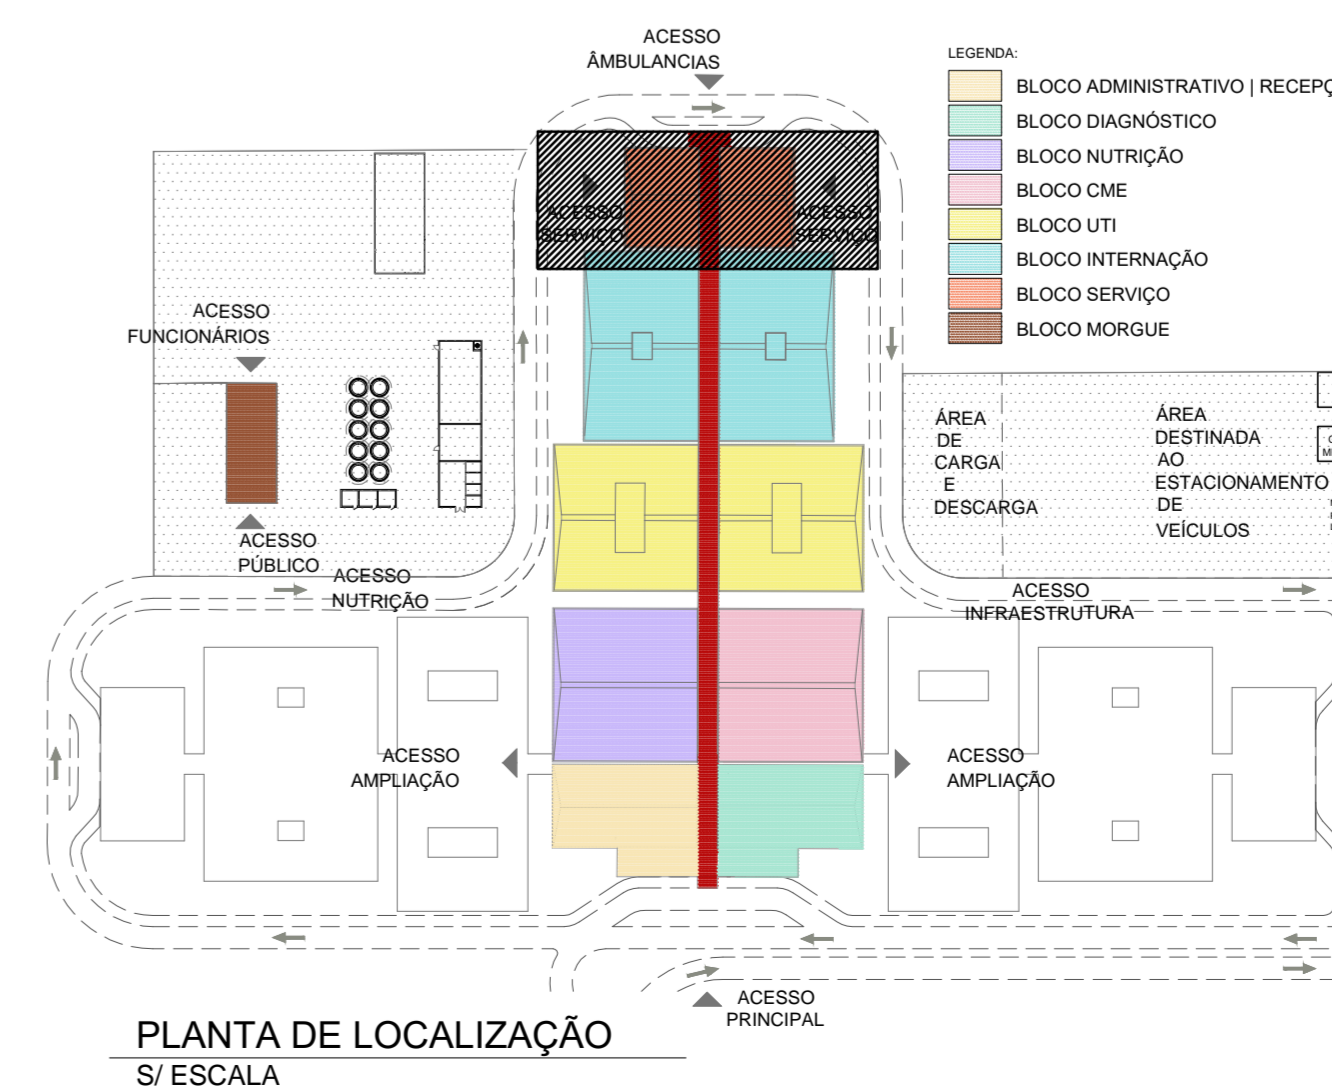 ACESSO
ÂMBULANCIAS
LEGENDA:
BLOCO ADMINISTRATIVO | RECEPÇ
BLOCO DIAGNÓSTICO
BLOCO NUTRIÇÃO
BLOCO CME
BLOCO UTI
BLOCO INTERNAÇÃO
BLOCO SERVIÇO
BLOCO MORGUE
ACESSO
SERVIÇO
ACESSO
SERVIÇO
ACESSO
FUNCIONÁRIOS
ACESSO
PÚBLICO
ACESSO
NUTRIÇÃO
ÁREA
DE
CARGA
E
DESCARGA
ÁREA
DESTINADA
AO
ESTACIONAMENTO
DE
VEÍCULOS
ACESSO
INFRAESTRUTURA
ACESSO
AMPLIAÇÃO
ACESSO
AMPLIAÇÃO
ACESSO
PRINCIPAL
PLANTA DE LOCALIZAÇÃO
S/ ESCALA